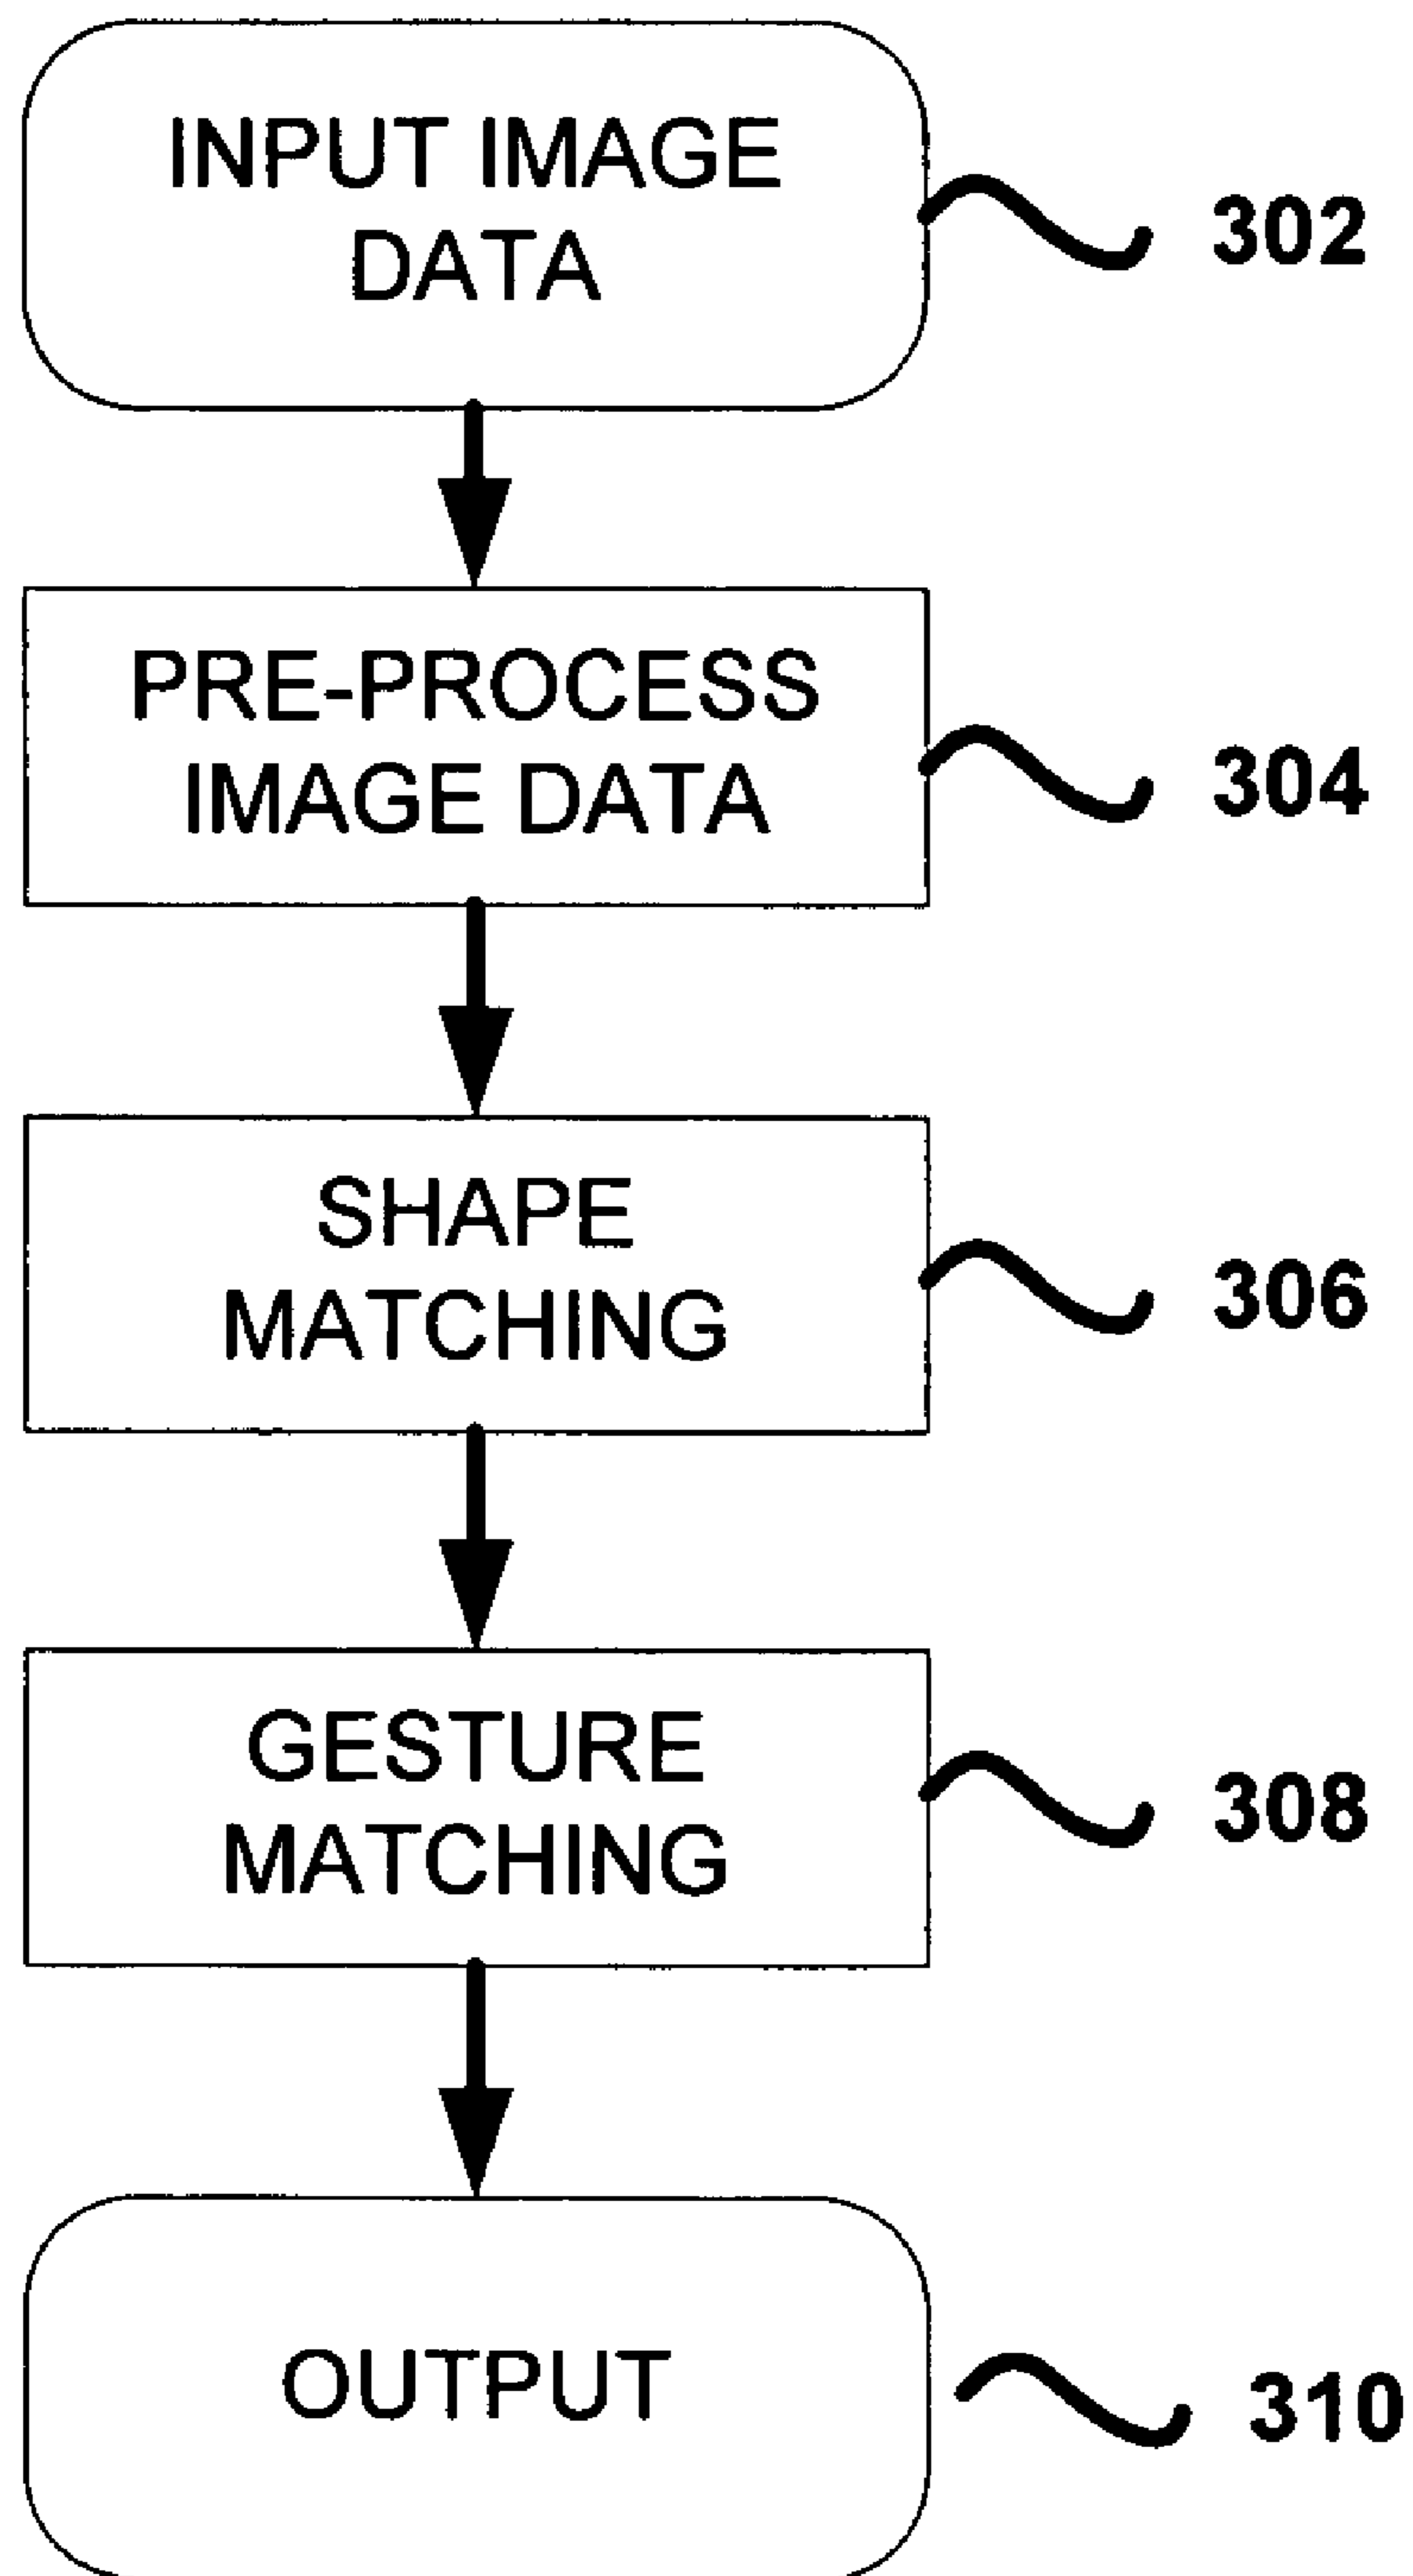 INPUT IMAGE
DATA
302
PRE-PROCESS
IMAGE DATA
304
SHAPE
MATCHING
306
GESTURE
MATCHING
308
OUTPUT
310